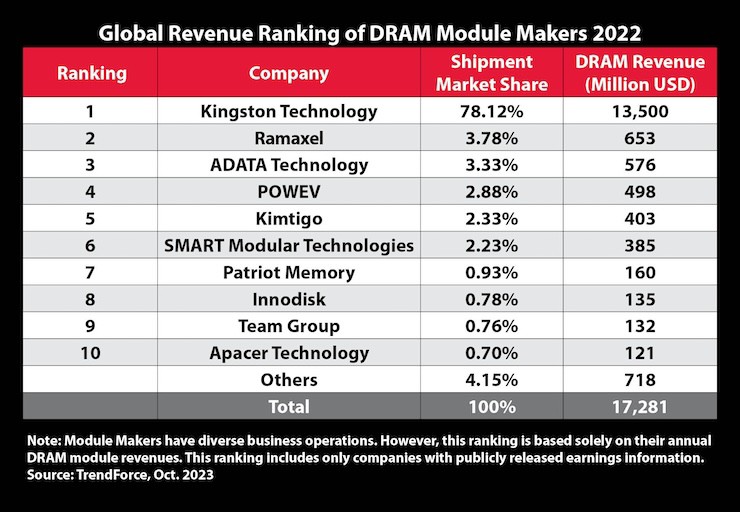 Global Revenue Ranking of DRAM Module Makers 2022
Ranking Company Shipment Market Share DRAM Revenue (Million USD)
1 Kingston Technology 78.12% 13,500
2 Ramaxel 3.78% 653
3 ADATA Technology 3.33% 576
4 POWEV 2.88% 498
5 Kimtigo 2.33% 403
6 SMART Modular Technologies 2.23% 385
7 Patriot Memory 0.93% 160
8 Innodisk 0.78% 135
9 Team Group 0.76% 132
10 Apacer Technology 0.70% 121
Others 4.15% 718
Total 100% 17,281
Note: Module Makers have diverse business operations. However, this ranking is based solely on their annual
DRAM module revenues. This ranking includes only companies with publicly released earnings information.
Source: TrendForce, Oct. 2023